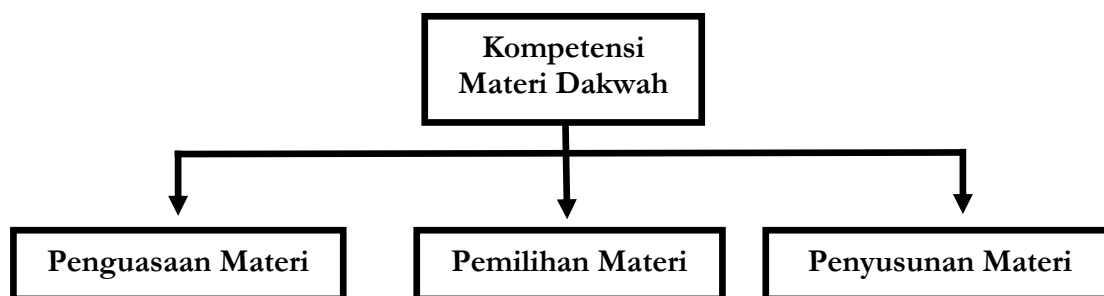 Kompetensi
Materi Dakwah
Penguasaan Materi
Pemilihan Materi
Penyusunan Materi